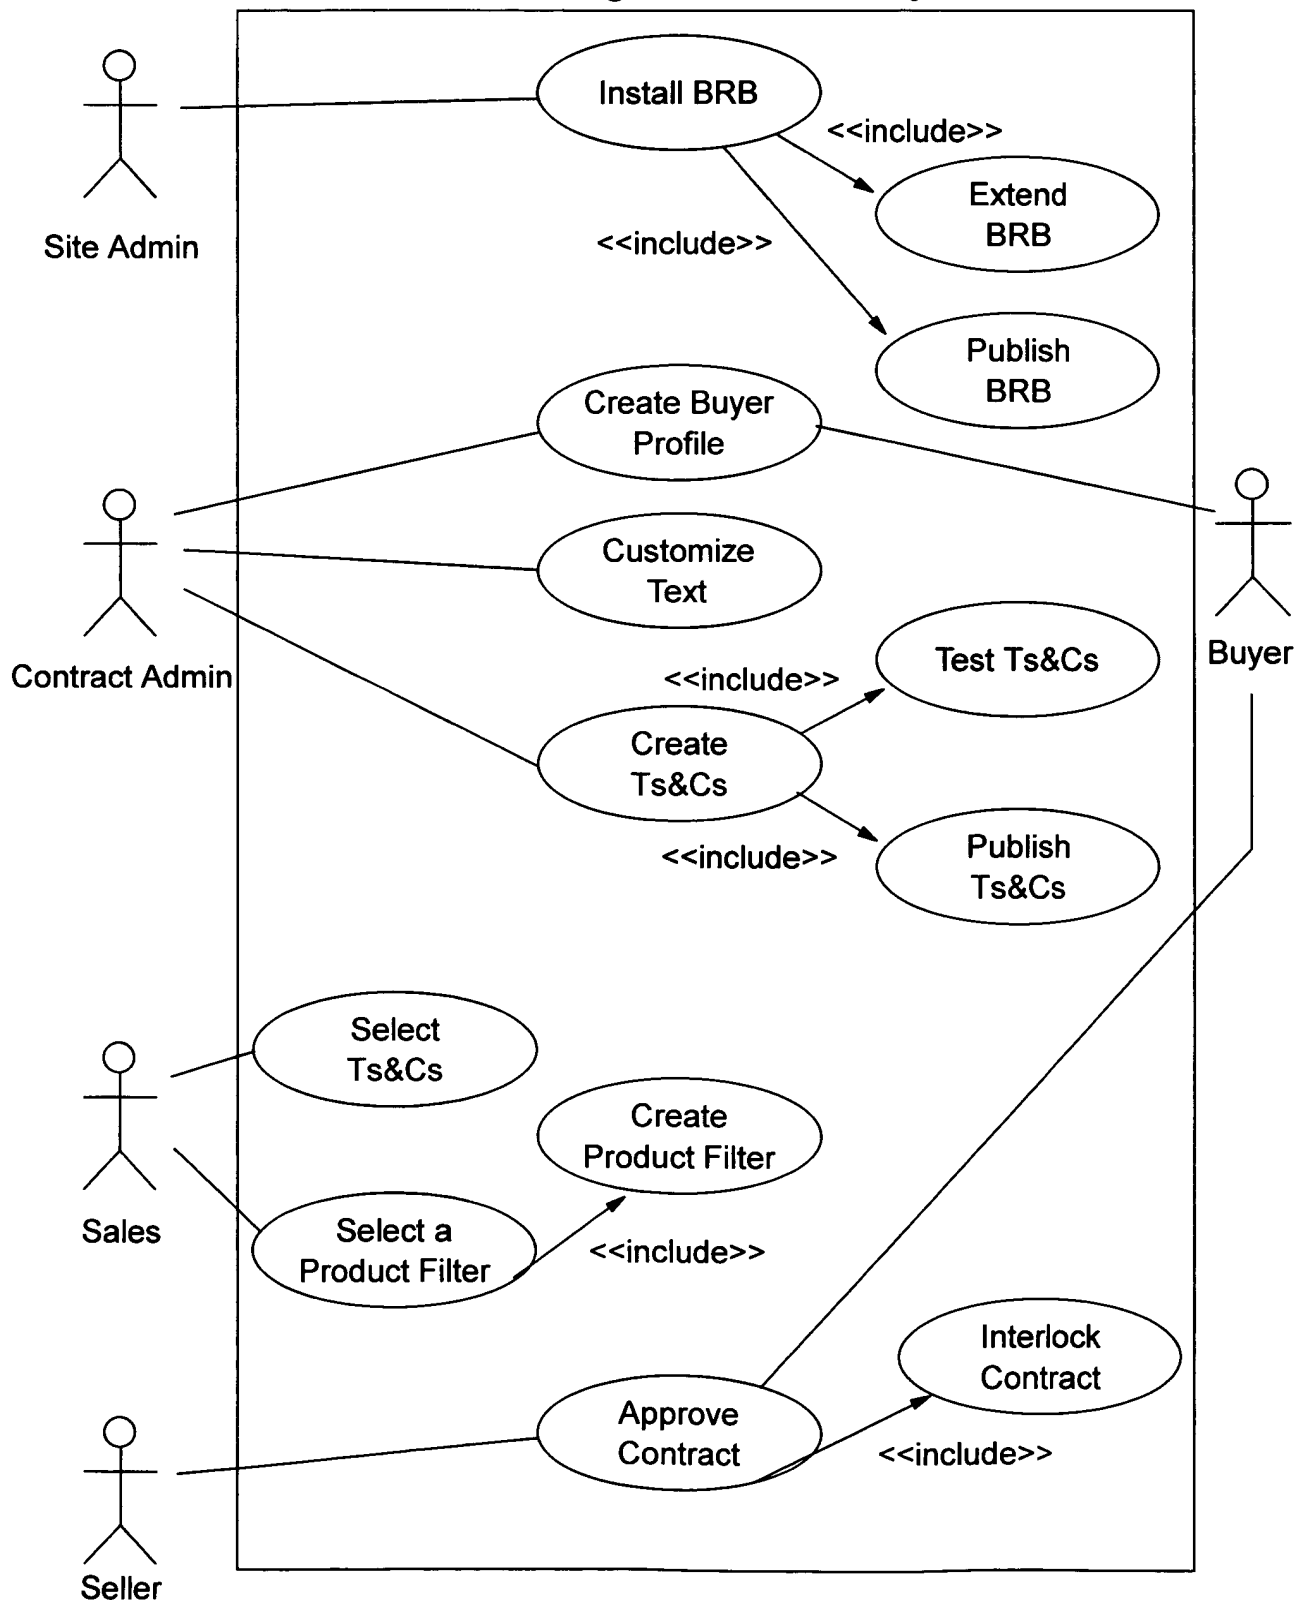 Install BRB
<<include>>
Extend
BRB
Site Admin
<<include>>
Publish
BRB
Create Buyer
Profile
Customize
Text
Contract Admin
Buyer
<<include>>
Test Ts&Cs
Create
Ts&Cs
<<include>>
Publish
Ts&Cs
Select
Ts&Cs
Create
Product Filter
Sales
Select a
Product Filter
<<include>>
Interlock
Contract
Approve
Contract
<<include>>
Seller